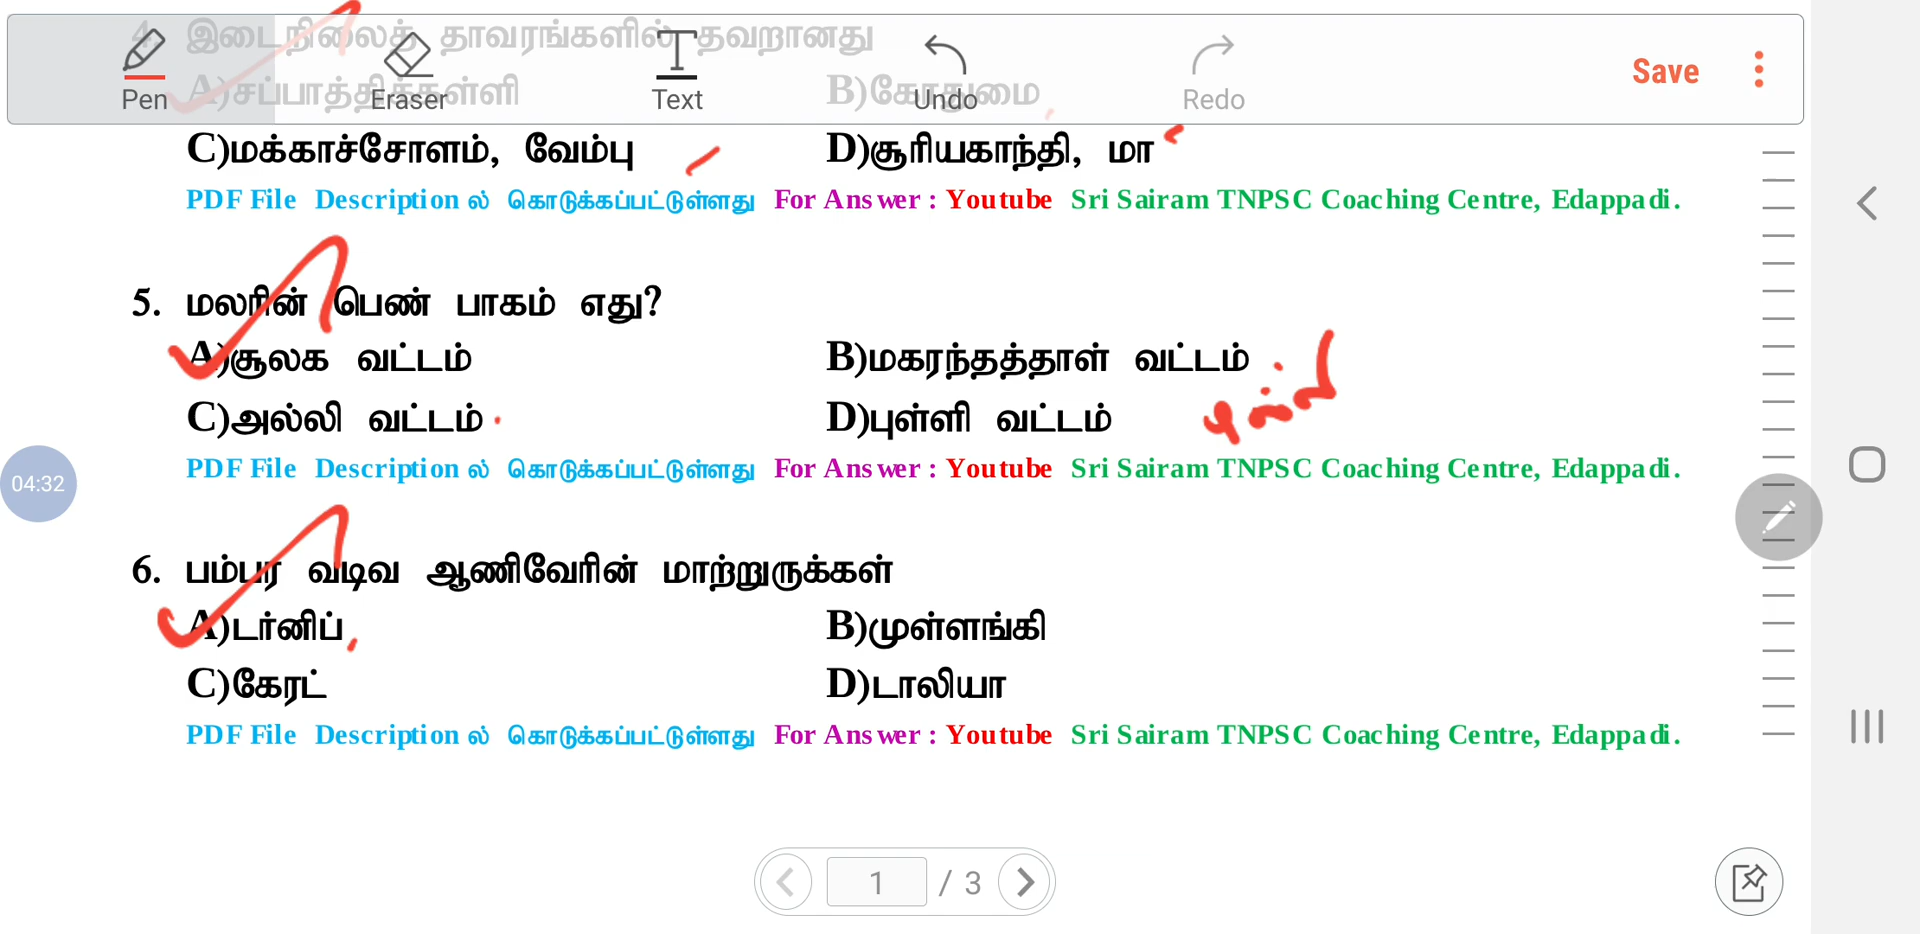 4. இடைநிலைத் தாவரங்களில் தவறானது
A)சப்பாத்திக்கள்ளி B)கோதுமை
Pen Eraser Text Undo Redo Save
C)மக்காச்சோளம், வேம்பு D)சூரியகாந்தி, மா
PDF File Description ல் கொடுக்கப்பட்டுள்ளது For Answer : Youtube Sri Sairam TNPSC Coaching Centre, Edappadi.
5. மலரின் பெண் பாகம் எது?
A)சூலக வட்டம் B)மகரந்தத்தாள் வட்டம்
C)அல்லி வட்டம் D)புள்ளி வட்டம்
PDF File Description ல் கொடுக்கப்பட்டுள்ளது For Answer : Youtube Sri Sairam TNPSC Coaching Centre, Edappadi.
04:32
6. பம்பர வடிவ ஆணிவேரின் மாற்றுருக்கள்
A)டர்னிப் B)முள்ளங்கி
C)கேரட் D)டாலியா
PDF File Description ல் கொடுக்கப்பட்டுள்ளது For Answer : Youtube Sri Sairam TNPSC Coaching Centre, Edappadi.
1 / 3